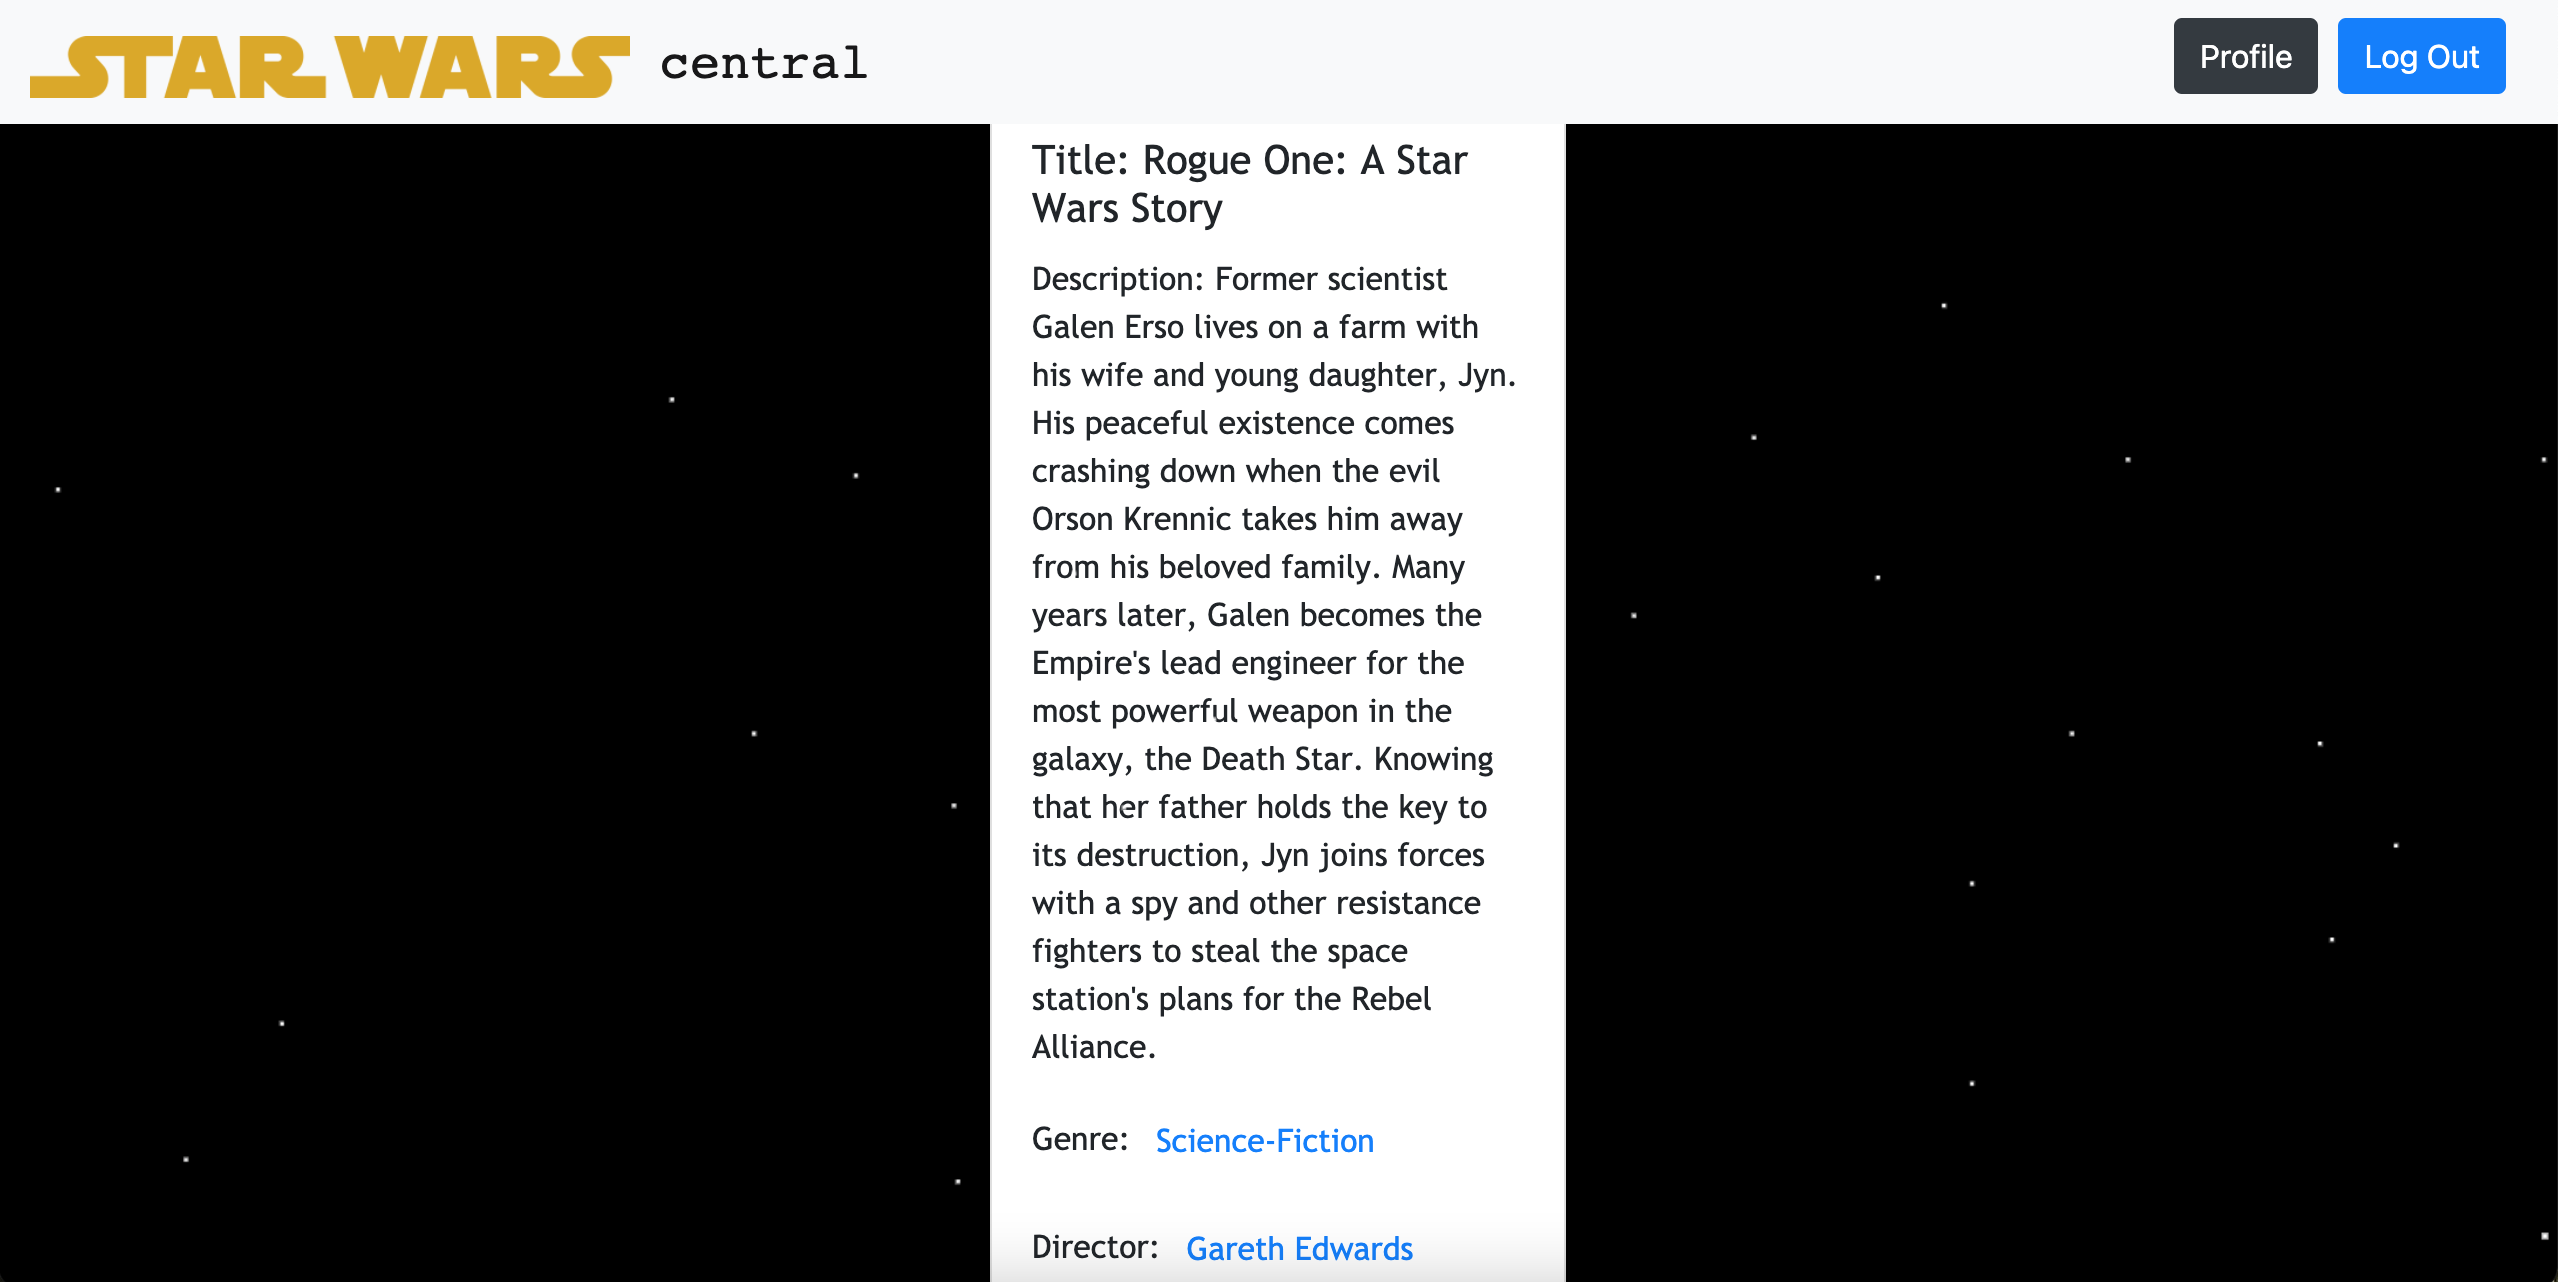 STAR WARS central
Profile
Log Out
Title: Rogue One: A Star
Wars Story
Description: Former scientist
Galen Erso lives on a farm with
his wife and young daughter, Jyn.
His peaceful existence comes
crashing down when the evil
Orson Krennic takes him away
from his beloved family. Many
years later, Galen becomes the
Empire's lead engineer for the
most powerful weapon in the
galaxy, the Death Star. Knowing
that her father holds the key to
its destruction, Jyn joins forces
with a spy and other resistance
fighters to steal the space
station's plans for the Rebel
Alliance.
Genre: Science-Fiction
Director: Gareth Edwards